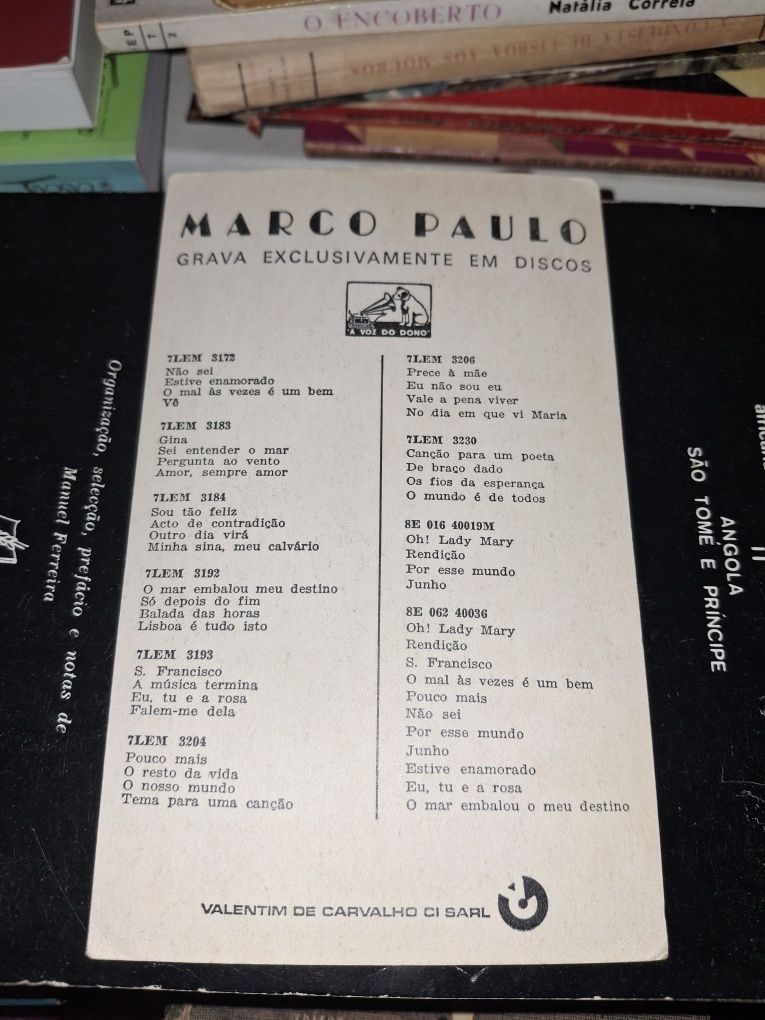 Natália Correia
O ENCOBERTO
EP
T
2
CONQUISTA DE LISBOA AOS MOUROS
MARCO PAULO
GRAVA EXCLUSIVAMENTE EM DISCOS
"A VOZ DO DONO"
7LEM 3172
Não sei
Estive enamorado
O mal às vezes é um bem
Vê
7LEM 3183
Gina
Sei entender o mar
Pergunta ao vento
Amor, sempre amor
7LEM 3184
Sou tão feliz
Acto de contradição
Outro dia virá
Minha sina, meu calvário
7LEM 3192
O mar embalou meu destino
Só depois do fim
Balada das horas
Lisboa é tudo isto
7LEM 3193
S. Francisco
A música termina
Eu, tu e a rosa
Falem-me dela
7LEM 3204
Pouco mais
O resto da vida
O nosso mundo
Tema para uma canção
7LEM 3206
Prece à mãe
Eu não sou eu
Vale a pena viver
No dia em que vi Maria
7LEM 3230
Canção para um poeta
De braço dado
Os fios da esperança
O mundo é de todos
8E 016 40019M
Oh! Lady Mary
Rendição
Por esse mundo
Junho
8E 062 40036
Oh! Lady Mary
Rendição
S. Francisco
O mal às vezes é um bem
Pouco mais
Não sei
Por esse mundo
Junho
Estive enamorado
Eu, tu e a rosa
O mar embalou o meu destino
VALENTIM DE CARVALHO CI SARL
Organização, selecção, prefácio e notas de
Manuel Ferreira
II
ANGOLA
SÃO TOME E PRÍNCIPE